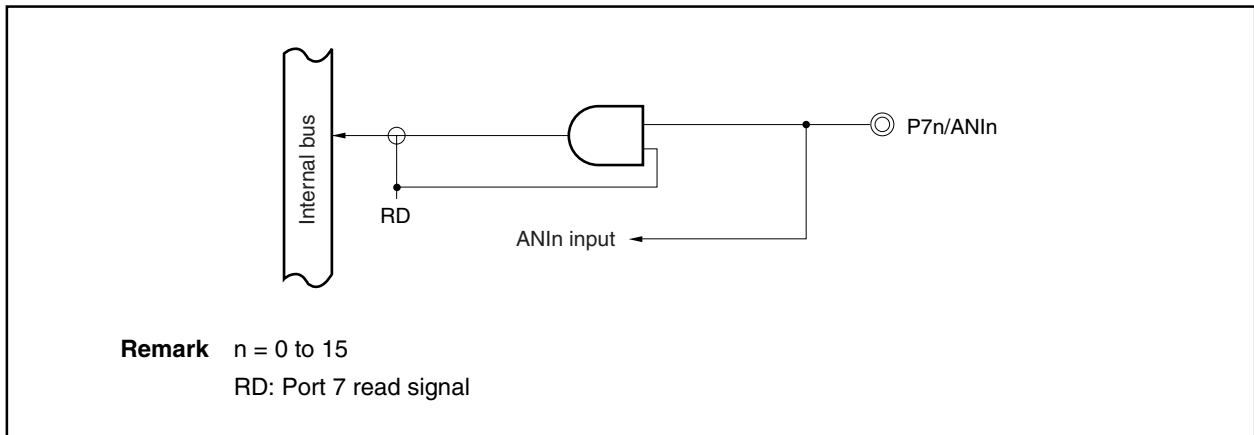 Internal bus
P7n/ANIn
RD
ANIn input
Remark n = 0 to 15
RD: Port 7 read signal